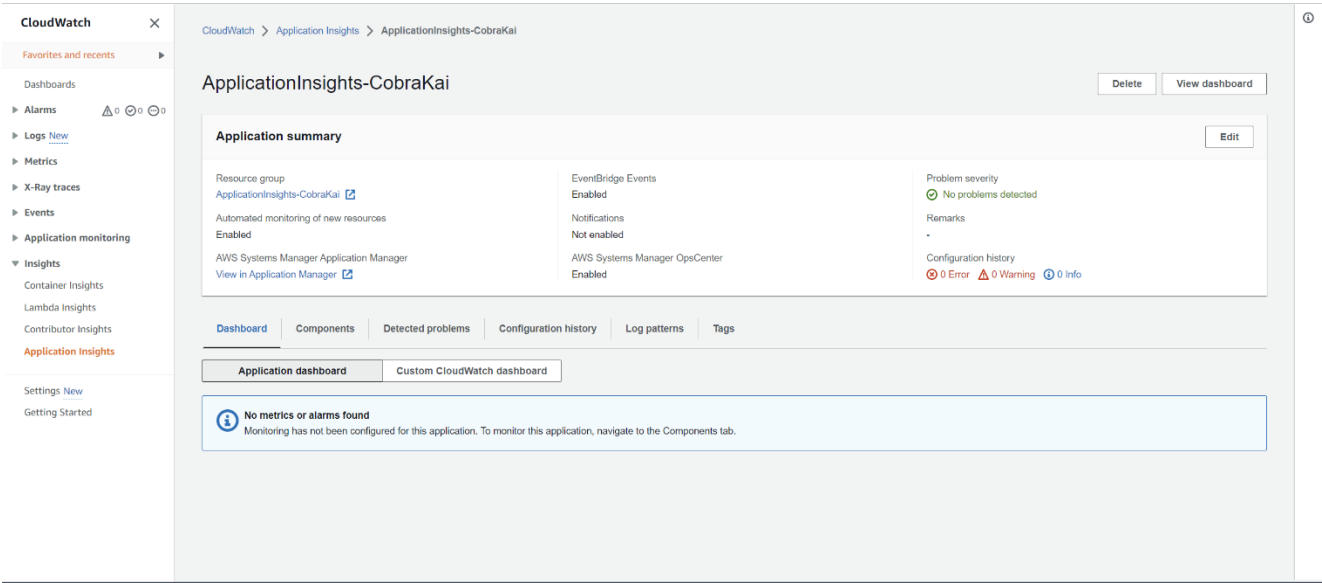 CloudWatch
Favorites and recents
Dashboards
Alarms 0 0 0
Logs New
Metrics
X-Ray traces
Events
Application monitoring
Insights
Container Insights
Lambda Insights
Contributor Insights
Application Insights
Settings New
Getting Started
CloudWatch > Application Insights > ApplicationInsights-CobraKai
ApplicationInsights-CobraKai
Delete
View dashboard
Application summary
Edit
Resource group
ApplicationInsights-CobraKai
Automated monitoring of new resources
Enabled
AWS Systems Manager Application Manager
View in Application Manager
EventBridge Events
Enabled
Notifications
Not enabled
AWS Systems Manager OpsCenter
Enabled
Problem severity
No problems detected
Remarks
-
Configuration history
0 Error 0 Warning 0 Info
Dashboard Components Detected problems Configuration history Log patterns Tags
Application dashboard Custom CloudWatch dashboard
No metrics or alarms found
Monitoring has not been configured for this application. To monitor this application, navigate to the Components tab.